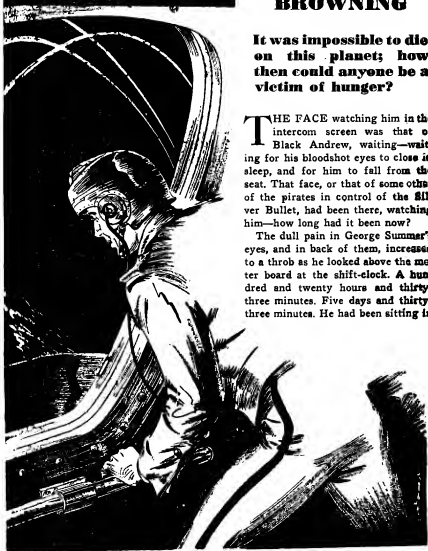 BROWNING
It was impossible to die
on this planet; how
then could anyone be a
victim of hunger?
THE FACE watching him in th
intercom screen was that o
Black Andrew, waiting—wait
ing for his bloodshot eyes to close i
sleep, and for him to fall from th
seat. That face, or that of some othe
of the pirates in control of the Sil
ver Bullet, had been there, watching
him—how long had it been now?
The dull pain in George Summer'
eyes, and in back of them, increased
to a throb as he looked above the me
ter board at the shift-clock. A hun
dred and twenty hours and thirty
three minutes. Five days and thirty
three minutes. He had been sitting i